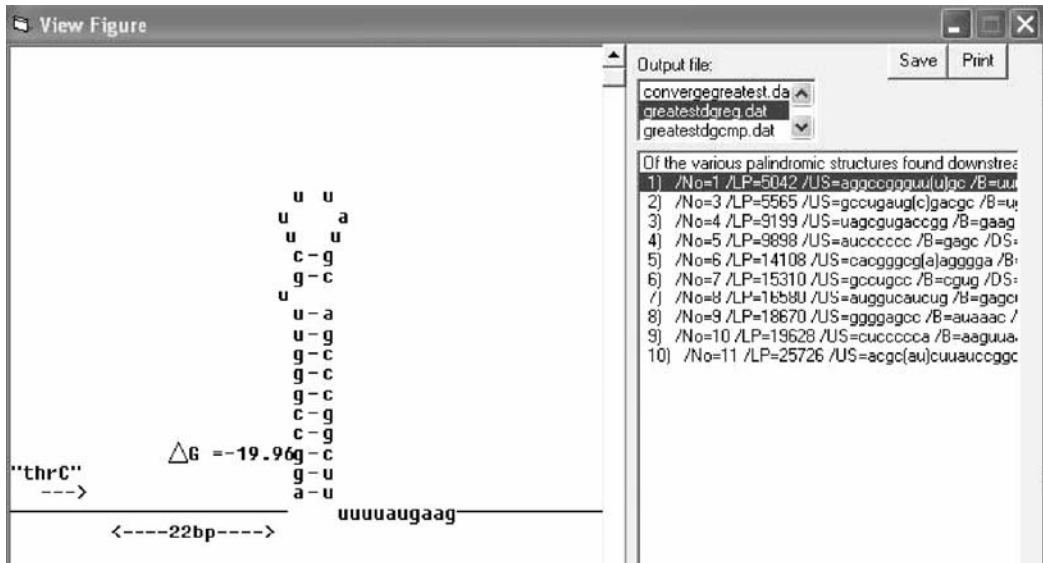 View Figure
Output file:
Save
Print
convergegreatest.da
greatestdgreg.dat
greatestdgcmp.dat
Of the various palindromic structures found downstrea
1) /No=1 /LP=5042 /US=aggccggguu(u)gc /B=uu
2) /No=3 /LP=5565 /US=gccugaug(c)gacgc /B=u
3) /No=4 /LP=9199 /US=uagcgugaccgg /B=gaag
4) /No=5 /LP=9898 /US=aucccccc /B=gagc /DS=
5) /No=6 /LP=14108 /US=cacgggcg(a)agggga /B=
6) /No=7 /LP=15310 /US=gccugcc /B=cgug /DS=
7) /No=8 /LP=16580 /US=auggucaucug /B=gagc
8) /No=9 /LP=18670 /US=ggggagcc /B=auaaac /
9) /No=10 /LP=19628 /US=cuccccca /B=aaguua
10) /No=11 /LP=25726 /US=acgc(au)cuuauccggc
u u
u a
u u
c-g
g-c
u
u-a
u-g
g-c
g-c
g-c
c-g
c-g
△G =-19.96g-c
g-u
a-u
"thrC"
--->
uuuuaugaag
<----22bp---->